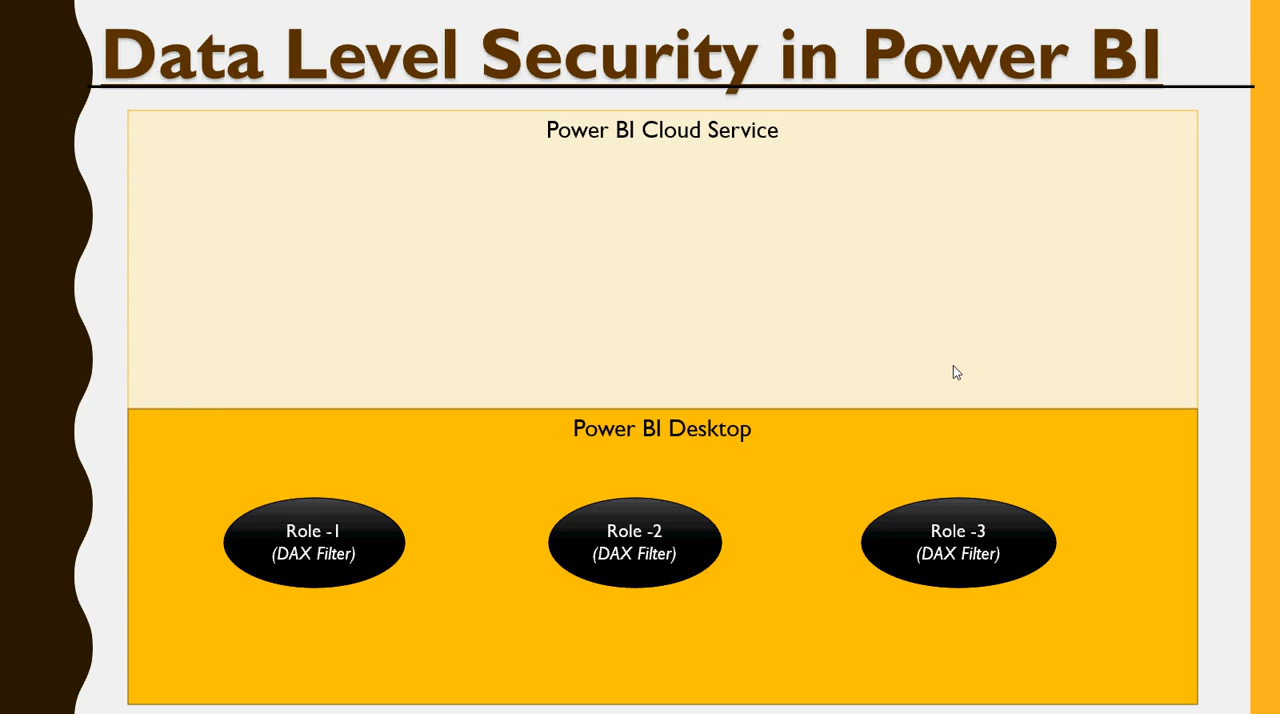 Data Level Security in Power BI
Power BI Cloud Service
Power BI Desktop
Role -1
(DAX Filter)
Role -2
(DAX Filter)
Role -3
(DAX Filter)